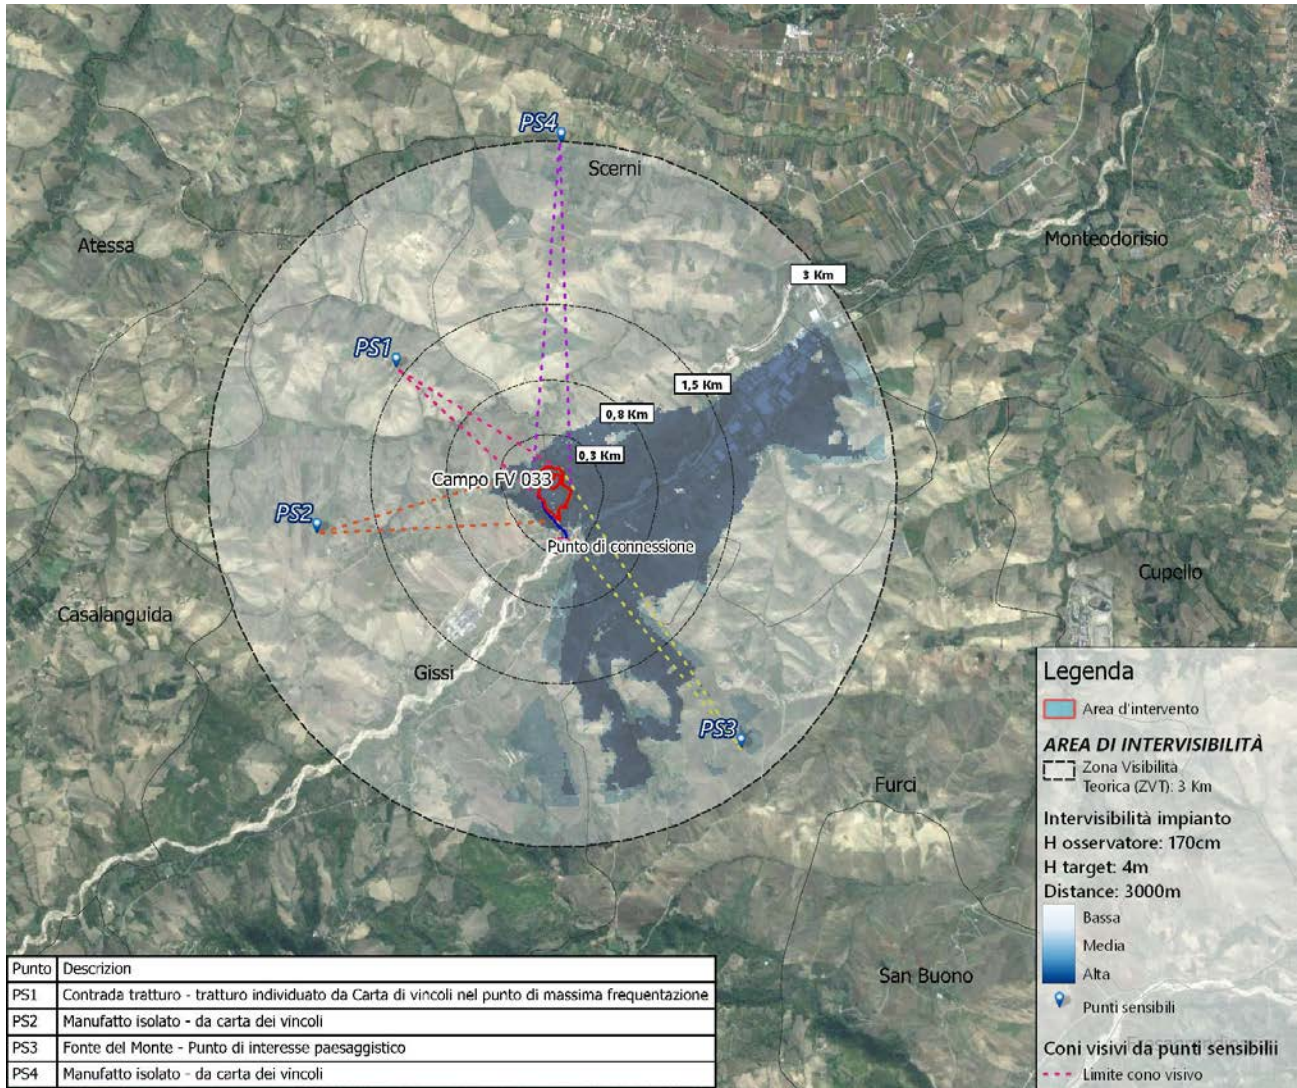 PS4
Scerni
Atessa
Monteodorisio
3 Km
PS1
1,5 Km
0,8 Km
0,3 Km
Campo FV 033
PS2
Punto di connessione
Cupello
Casalanguida
Gissi
PS3
Furci
San Buono
Legenda
Area d'intervento
AREA DI INTERVISIBILITÀ
Zona Visibilità
Teorica (ZVT): 3 Km
Intervisibilità impianto
H osservatore: 170cm
H target: 4m
Distance: 3000m
Bassa
Media
Alta
Punti sensibili
Coni visivi da punti sensibilii
Limite cono visivo
Punto Descrizion
PS1 Contrada tratturo - tratturo individuato da Carta di vincoli nel punto di massima frequentazione
PS2 Manufatto isolato - da carta dei vincoli
PS3 Fonte del Monte - Punto di interesse paesaggistico
PS4 Manufatto isolato - da carta dei vincoli